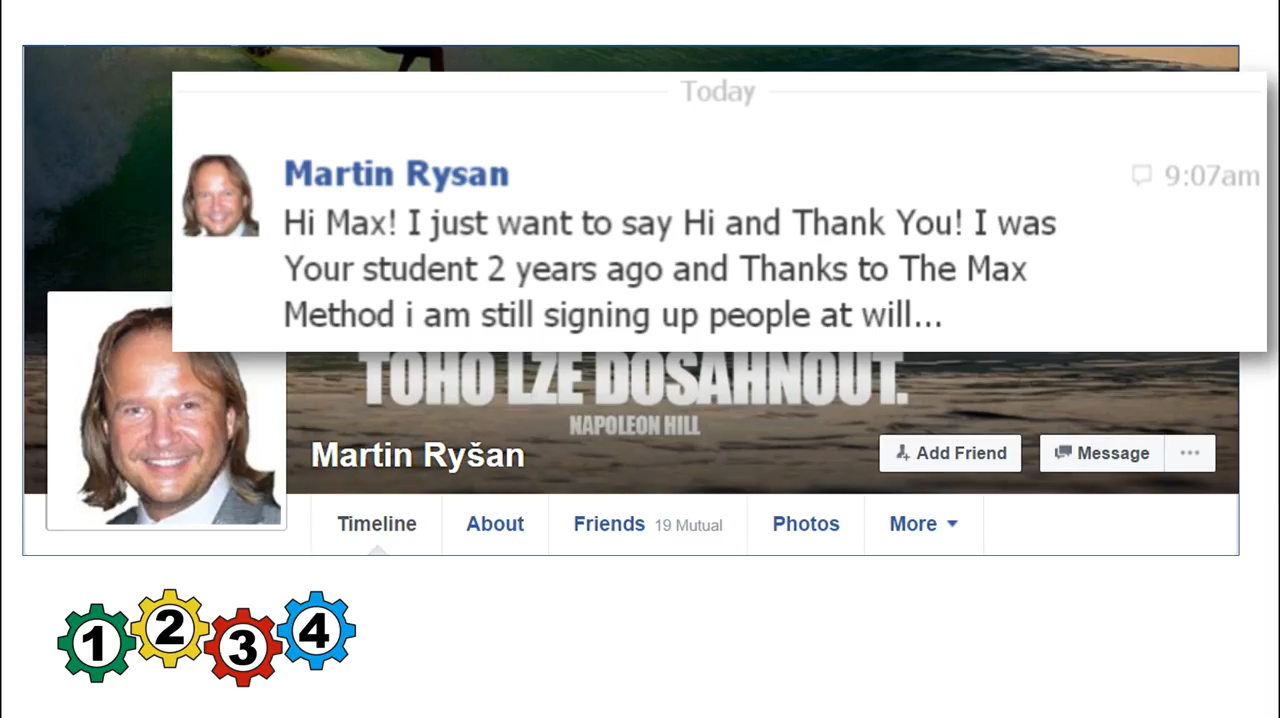 Today
Martin Rysan
9:07am
Hi Max! I just want to say Hi and Thank You! I was
Your student 2 years ago and Thanks to The Max
Method i am still signing up people at will...
TOHO LZE DOSÁHNOUT.
NAPOLEON HILL
Martin Ryšan
Add Friend
Message
Timeline
About
Friends 19 Mutual
Photos
More
1 2 3 4